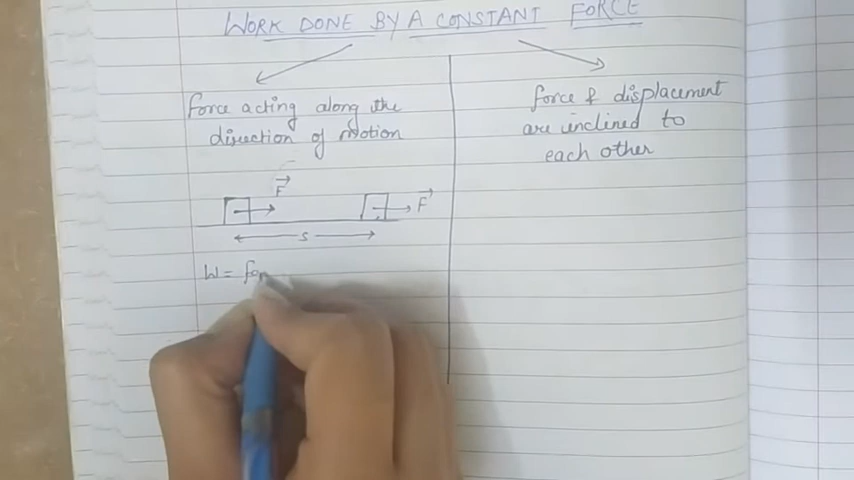 WORK DONE BY A CONSTANT FORCE
Force acting along the
direction of motion
F
F
S
W = for
Force & displacement
are inclined to
each other